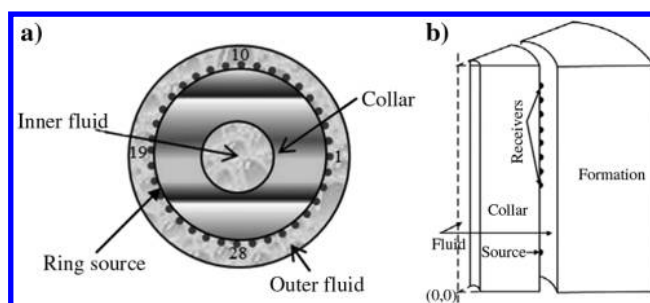 a)
10
Inner fluid
Collar
19
1
Ring source
28
Outer fluid
b)
Receivers
Formation
Collar
Fluid
Source
(0,0)